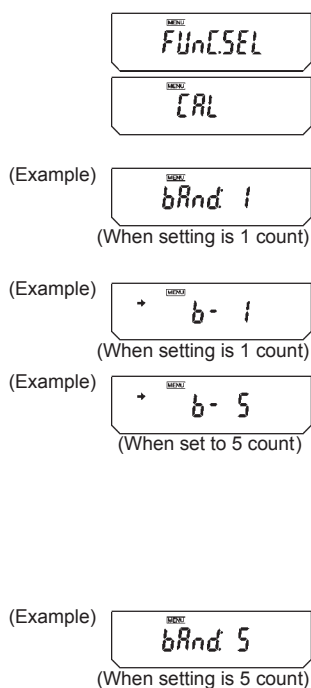 MENU
FUnC.SEL
MENU
CAL
(Example)
MENU
bAnd: 1
(When setting is 1 count)
(Example)
→ MENU
b- 1
(When setting is 1 count)
(Example)
→ MENU
b- 5
(When set to 5 count)
(Example)
MENU
bAnd: 5
(When setting is 5 count)